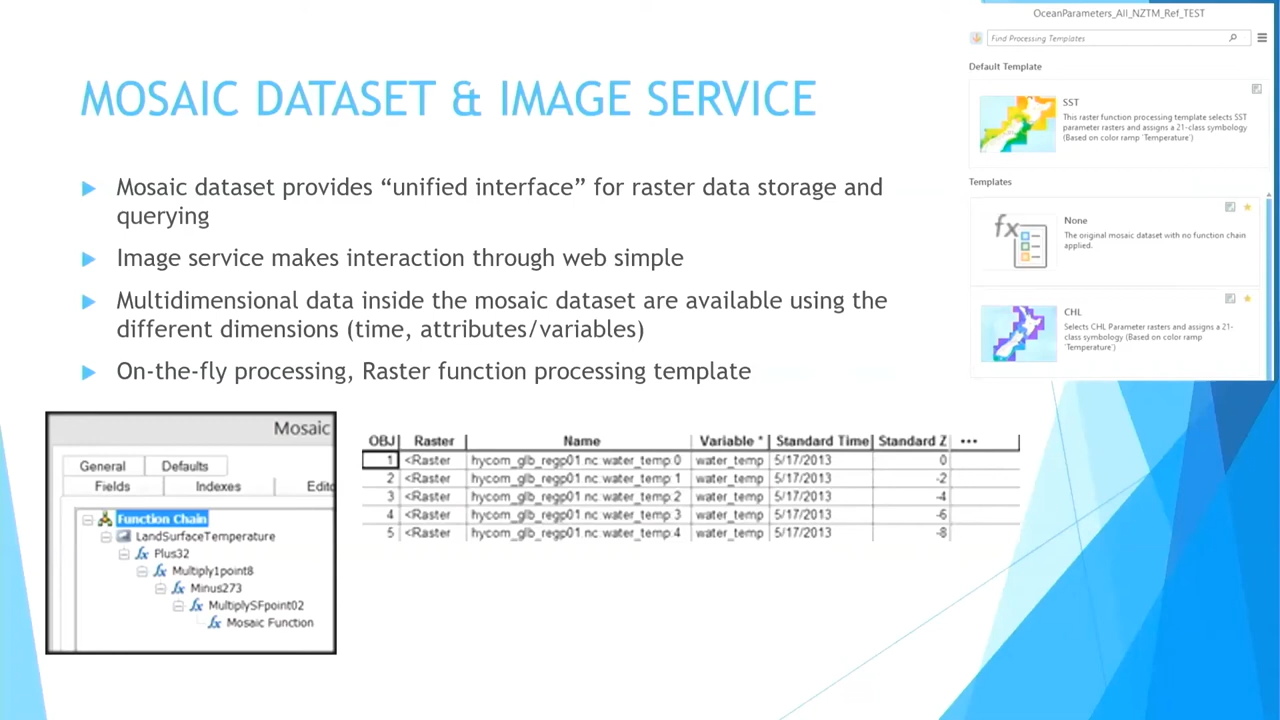 MOSAIC DATASET & IMAGE SERVICE
Mosaic dataset provides “unified interface” for raster data storage and
querying
Image service makes interaction through web simple
Multidimensional data inside the mosaic dataset are available using the
different dimensions (time, attributes/variables)
On-the-fly processing, Raster function processing template
OceanParameters_All_NZTM_Ref_TEST
Find Processing Templates
Default Template
SST
This raster function processing template selects SST
parameter rasters and assigns a 21-class symbology
(Based on color ramp 'Temperature')
Templates
None
The original mosaic dataset with no function chain
applied.
CHL
Selects CHL Parameter rasters and assigns a 21-
class symbology (Based on color ramp
'Temperature')
Mosaic
General Defaults
Fields Indexes Edito
Function Chain
LandSurfaceTemperature
fx Plus32
fx Multiply1point8
fx Minus273
fx MultiplySFpoint02
fx Mosaic Function
OBJ Raster Name Variable * Standard Time Standard Z •••
1 <Raster hycom_glb_regp01 nc water_temp 0 water_temp 5/17/2013 0
2 <Raster hycom_glb_regp01 nc water_temp 1 water_temp 5/17/2013 -2
3 <Raster hycom_glb_regp01 nc water_temp 2 water_temp 5/17/2013 -4
4 <Raster hycom_glb_regp01 nc water_temp 3 water_temp 5/17/2013 -6
5 <Raster hycom_glb_regp01 nc water_temp 4 water_temp 5/17/2013 -8